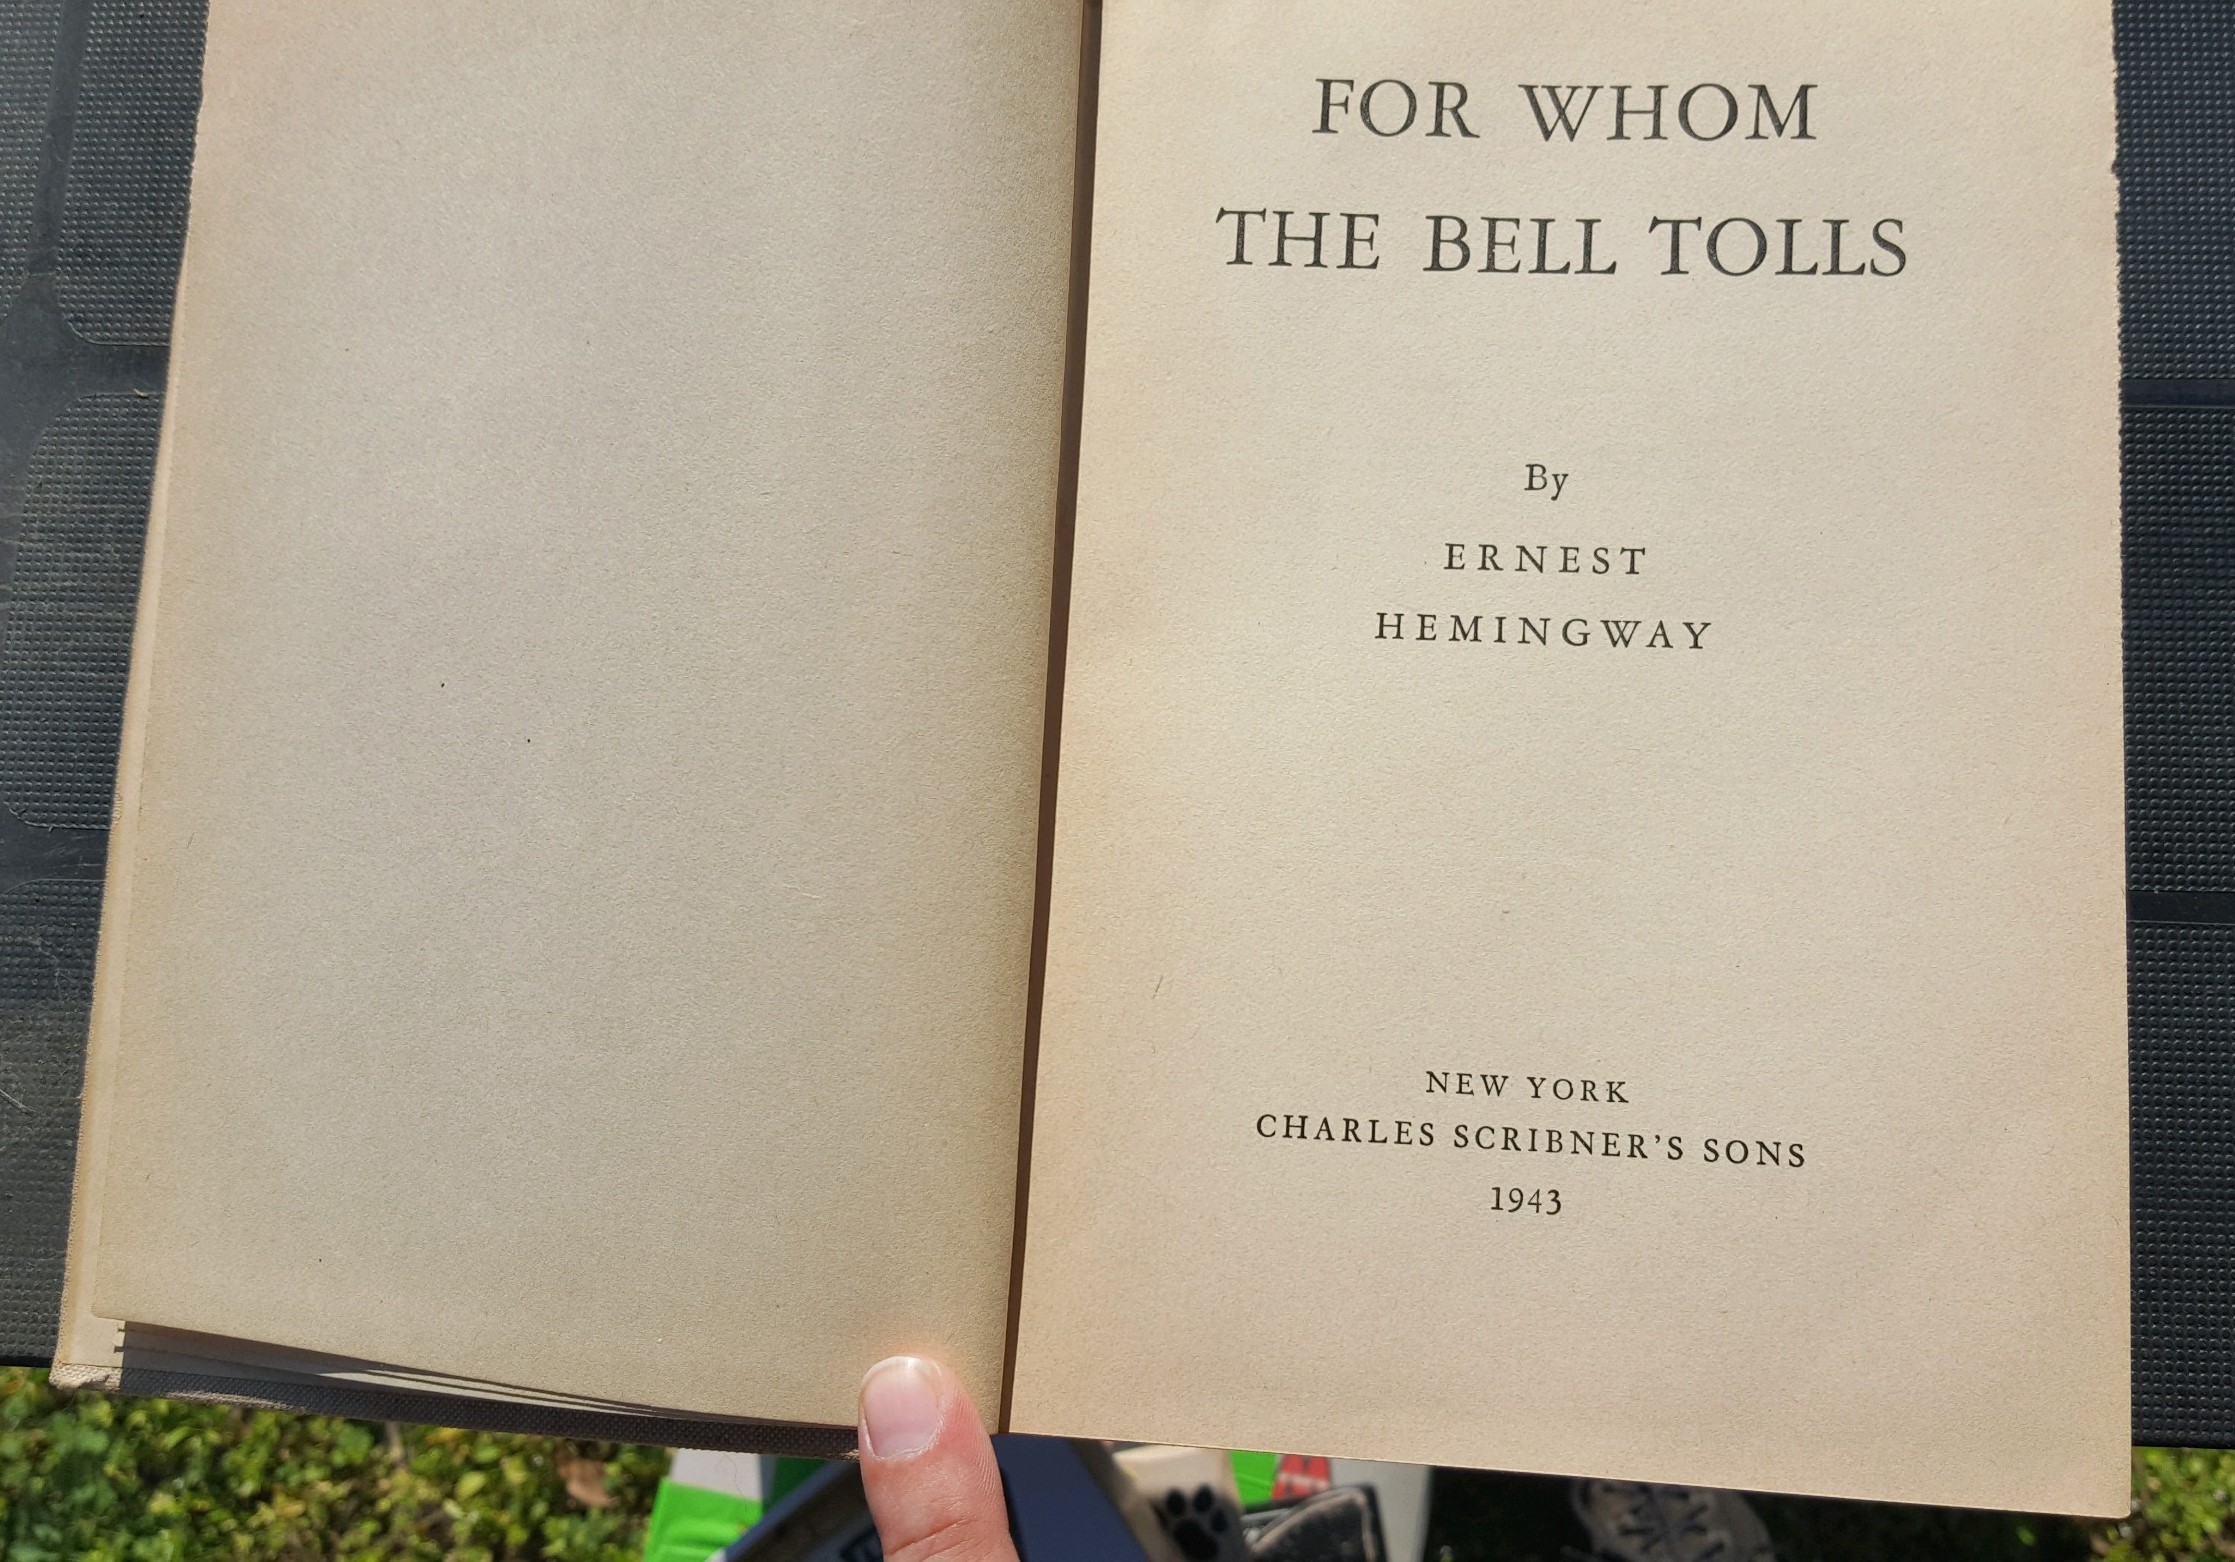 FOR WHOM
THE BELL TOLLS
By
ERNEST
HEMINGWAY
NEW YORK
CHARLES SCRIBNER'S SONS
1943